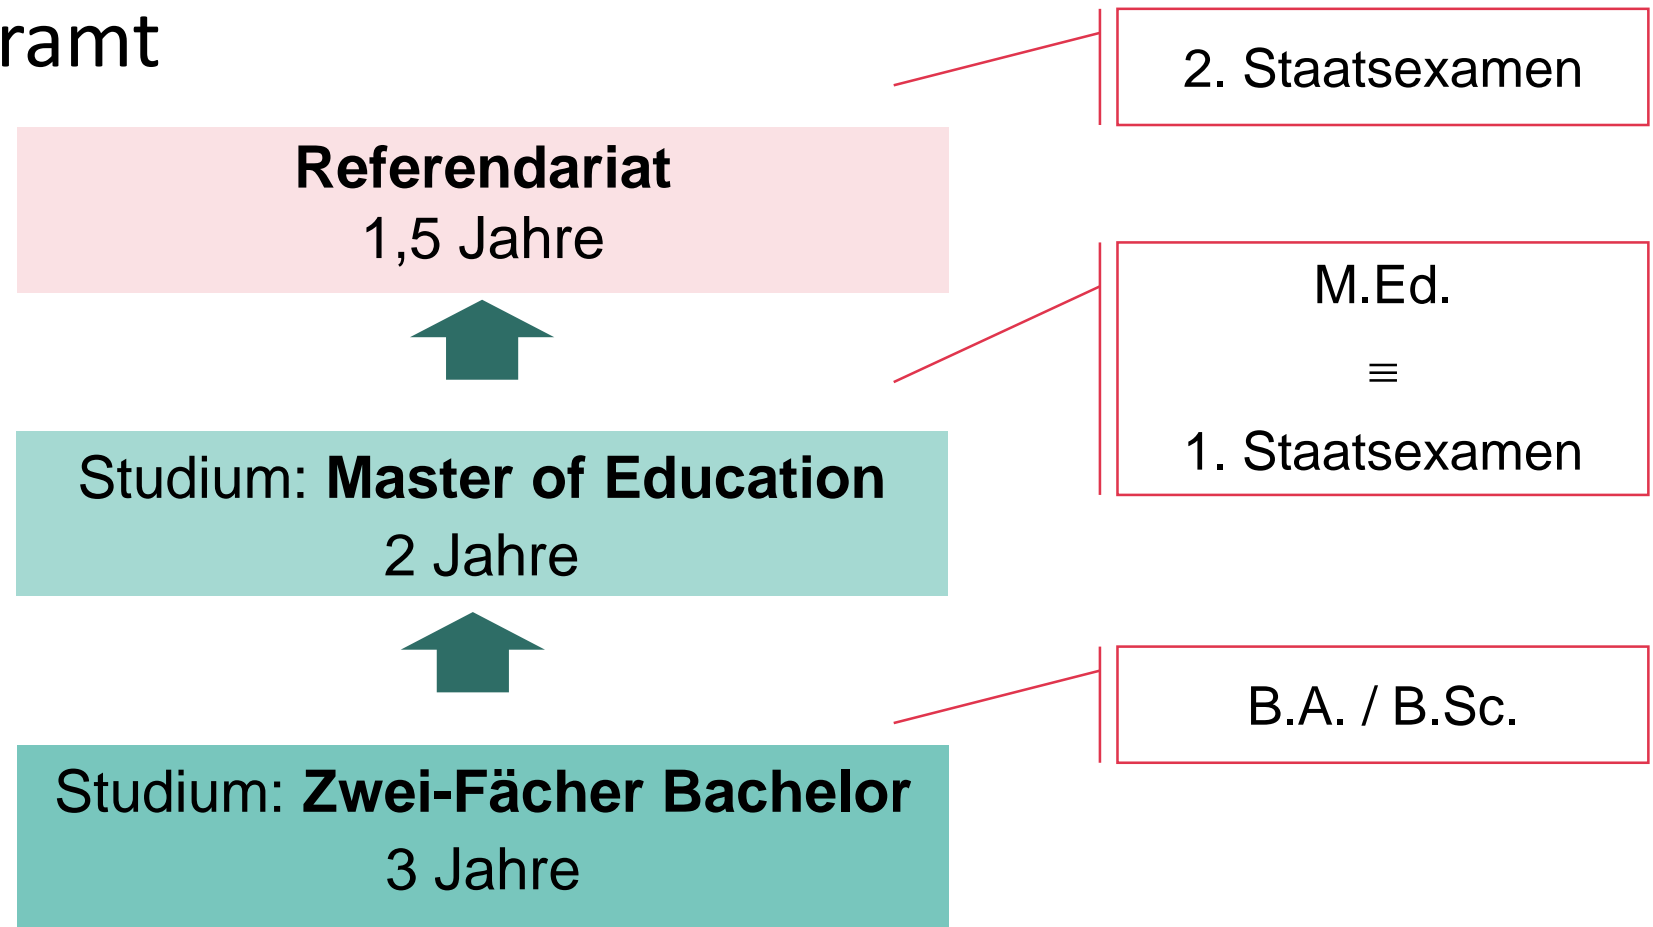 ramt
2. Staatsexamen
Referendariat
1,5 Jahre
M.Ed.
≡
1. Staatsexamen
Studium: Master of Education
2 Jahre
B.A. / B.Sc.
Studium: Zwei-Fächer Bachelor
3 Jahre